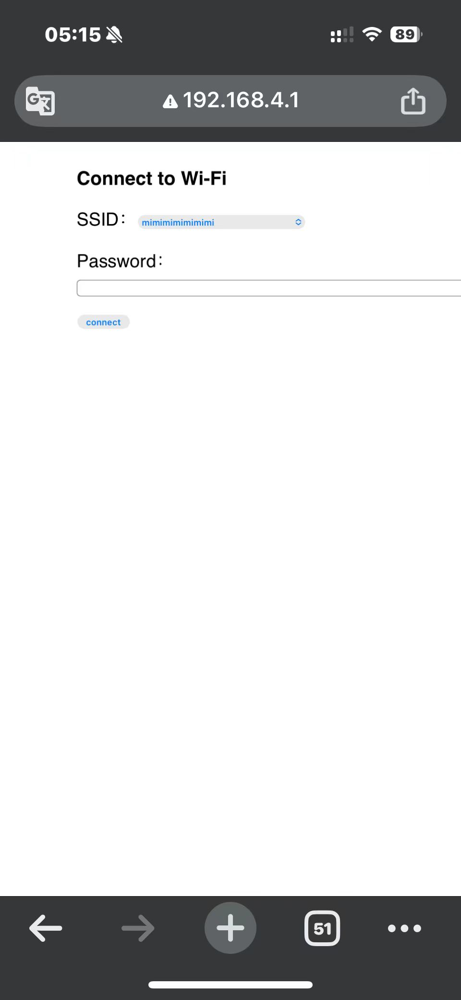 05:15
89
192.168.4.1
Connect to Wi-Fi
SSID: mimimimimimimi
Password:
connect
51